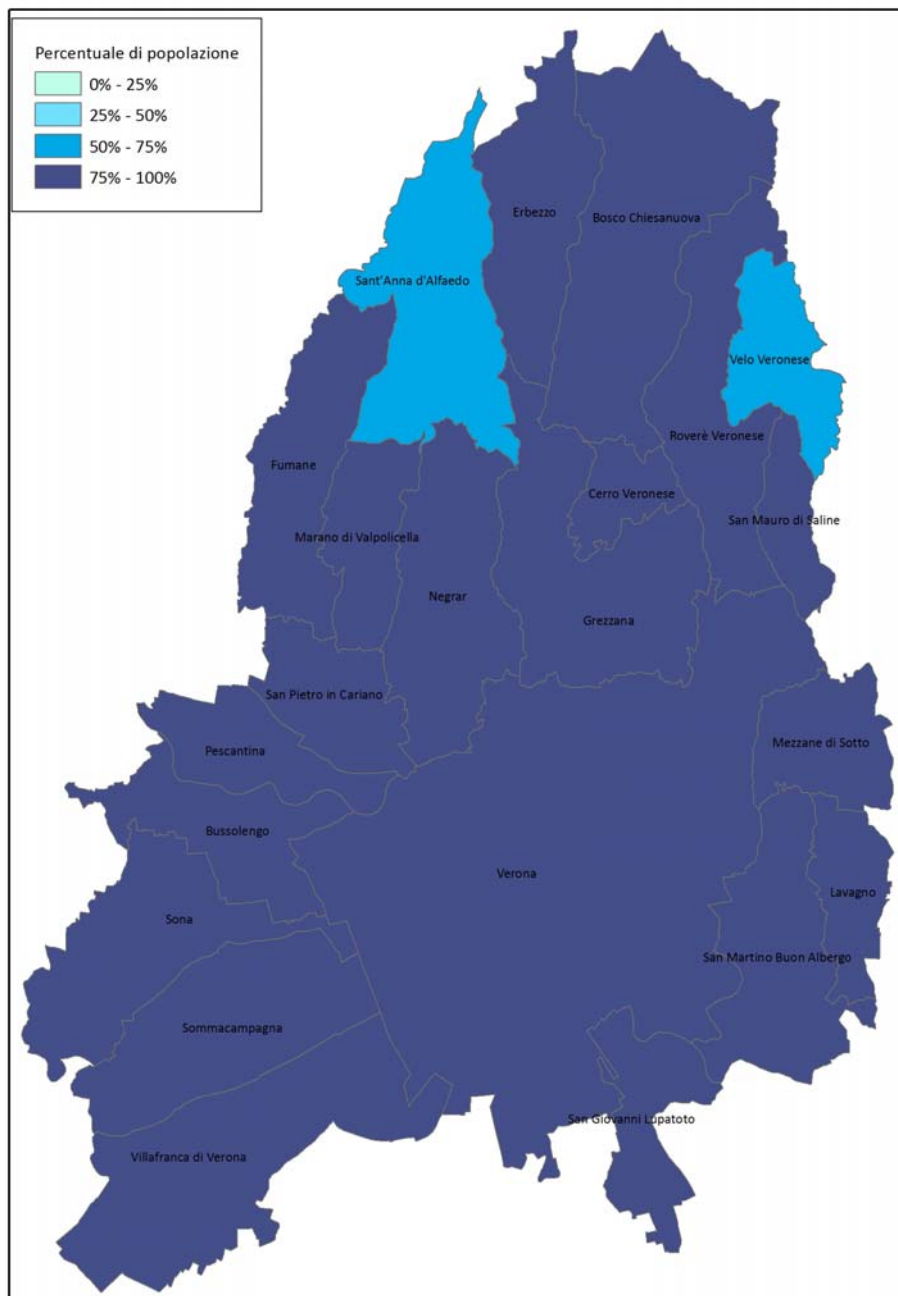 Percentuale di popolazione
0% - 25%
25% - 50%
50% - 75%
75% - 100%
Erbezzo
Bosco Chiesanuova
Sant'Anna d'Alfaedo
Velo Veronese
Roverè Veronese
Fumane
Cerro Veronese
San Mauro di Saline
Marano di Valpolicella
Negrar
Grezzana
San Pietro in Cariano
Mezzane di Sotto
Pescantina
Bussolengo
Verona
Lavagno
Sona
San Martino Buon Albergo
Sommacampagna
San Giovanni Lupatoto
Villafranca di Verona